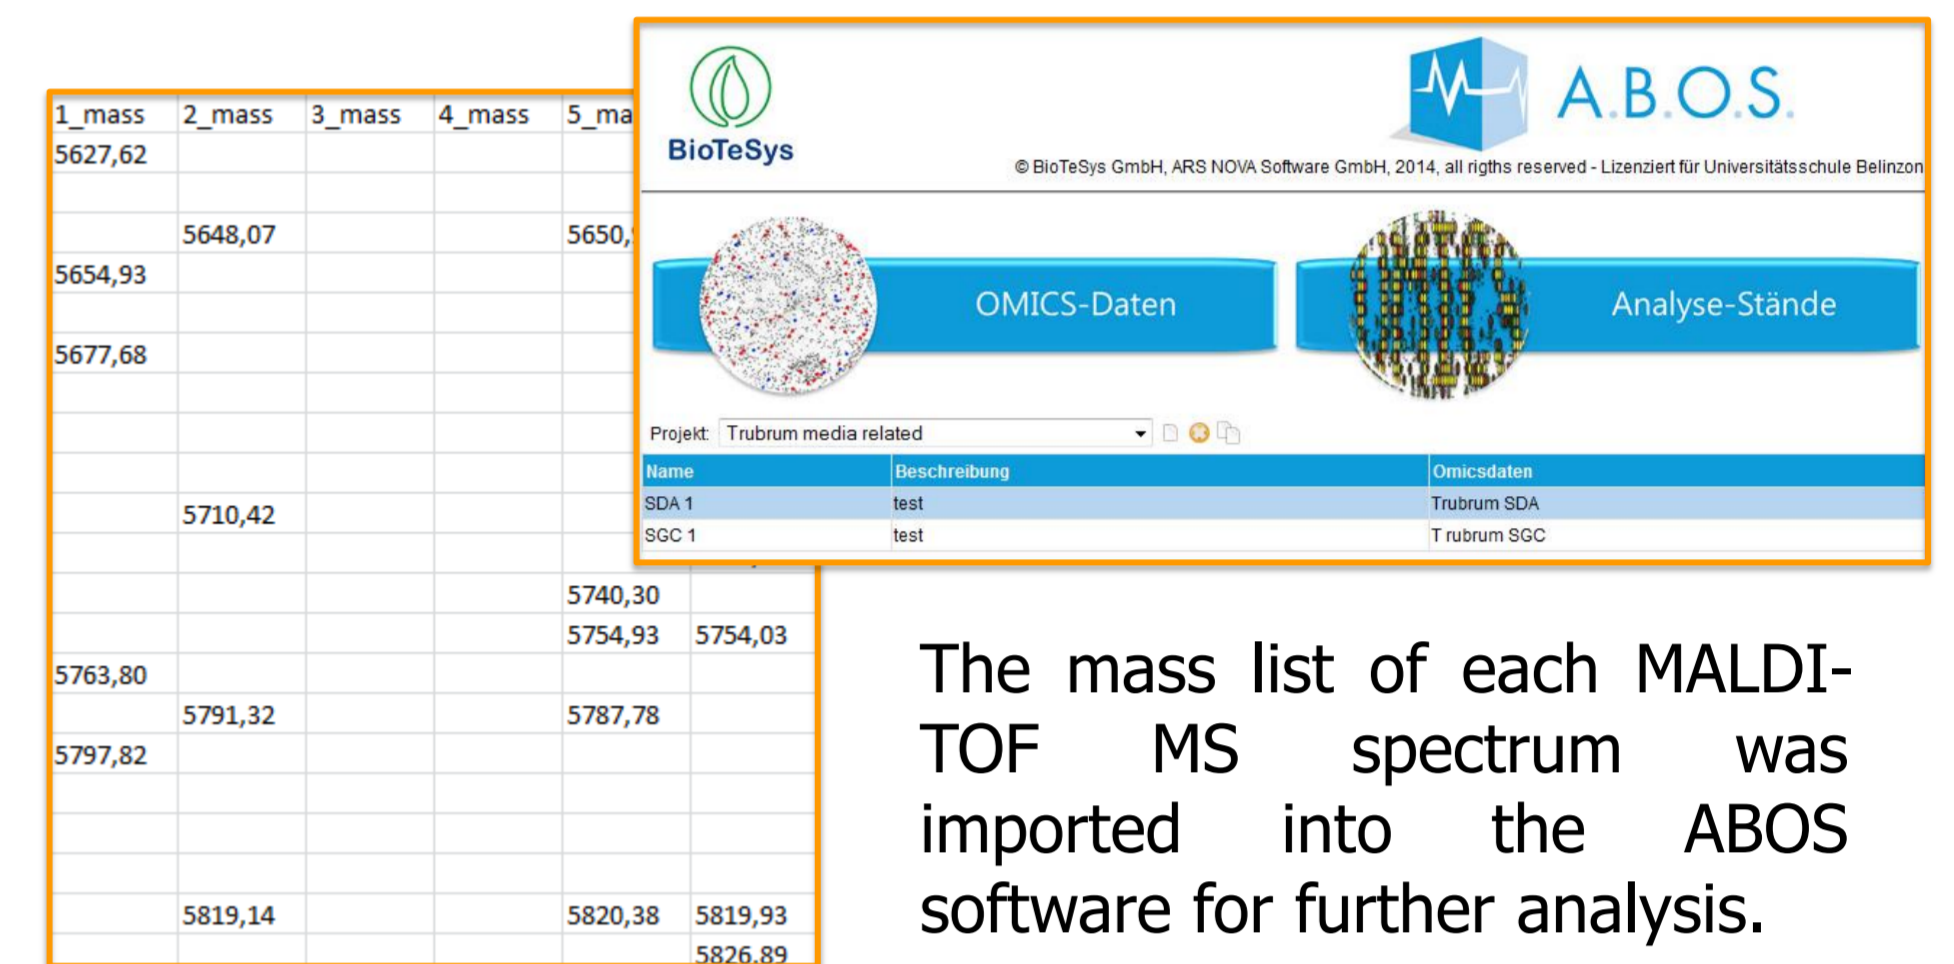 1_mass 2_mass 3_mass 4_mass 5_ma
5627,62
5648,07 5650,
5654,93
5677,68
5710,42
5740,30
5754,93 5754,03
5763,80
5791,32 5787,78
5797,82
5819,14 5820,38 5819,93
5826,89
BioTeSys
A.B.O.S.
© BioTeSys GmbH, ARS NOVA Software GmbH, 2014, all rigths reserved - Lizenziert für Universitätsschule Belinzon
OMICS-Daten
Analyse-Stände
Projekt: Trubrum media related
Name Beschreibung Omicsdaten
SDA 1 test Trubrum SDA
SGC 1 test T rubrum SGC
The mass list of each MALDI-
TOF MS spectrum was
imported into the ABOS
software for further analysis.